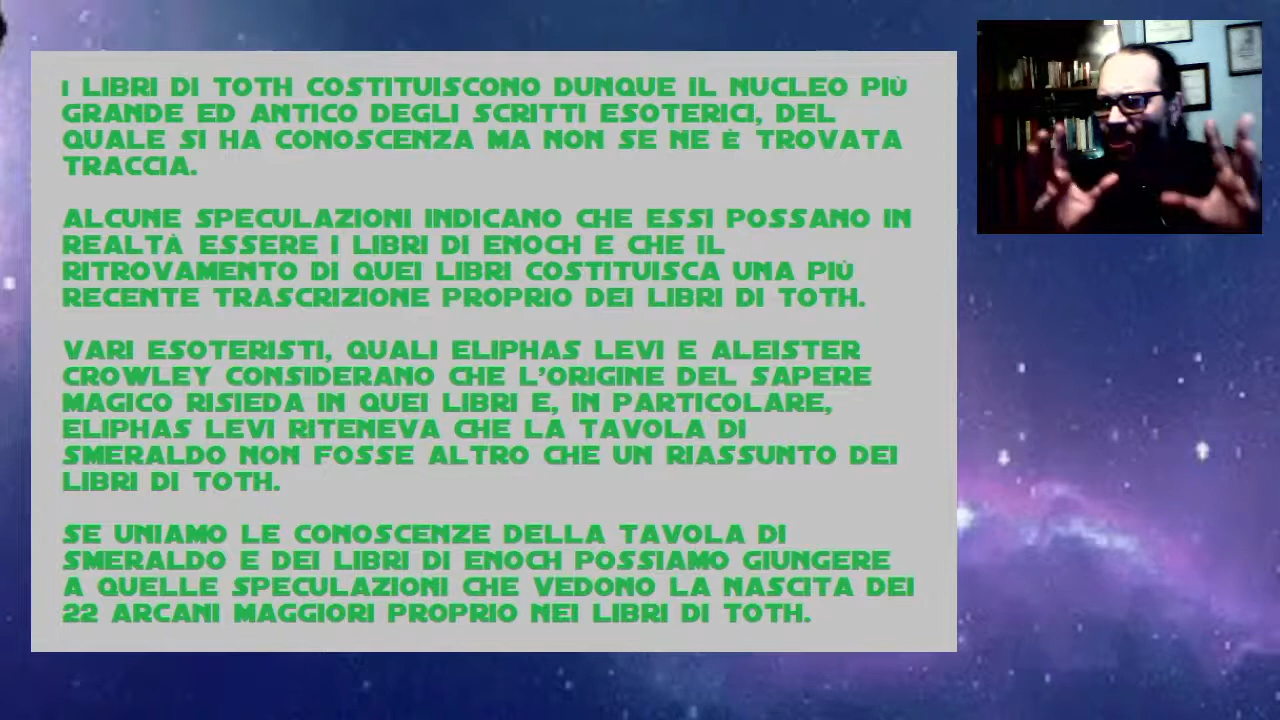 I LIBRI DI TOTH COSTITUISCONO DUNQUE IL NUCLEO PIÙ
GRANDE ED ANTICO DEGLI SCRITTI ESOTERICI, DEL
QUALE SI HA CONOSCENZA MA NON SE NE È TROVATA
TRACCIA.
ALCUNE SPECULAZIONI INDICANO CHE ESSI POSSANO IN
REALTÀ ESSERE I LIBRI DI ENOCH E CHE IL
RITROVAMENTO DI QUEI LIBRI COSTITUISCA UNA PIÙ
RECENTE TRASCRIZIONE PROPRIO DEI LIBRI DI TOTH.
VARI ESOTERISTI, QUALI ELIPHAS LEVI E ALEISTER
CROWLEY CONSIDERANO CHE L'ORIGINE DEL SAPERE
MAGICO RISIEDA IN QUEI LIBRI E, IN PARTICOLARE,
ELIPHAS LEVI RITENEVA CHE LA TAVOLA DI
SMERALDO NON FOSSE ALTRO CHE UN RIASSUNTO DEI
LIBRI DI TOTH.
SE UNIAMO LE CONOSCENZE DELLA TAVOLA DI
SMERALDO E DEI LIBRI DI ENOCH POSSIAMO GIUNGERE
A QUELLE SPECULAZIONI CHE VEDONO LA NASCITA DEI
22 ARCANI MAGGIORI PROPRIO NEI LIBRI DI TOTH.